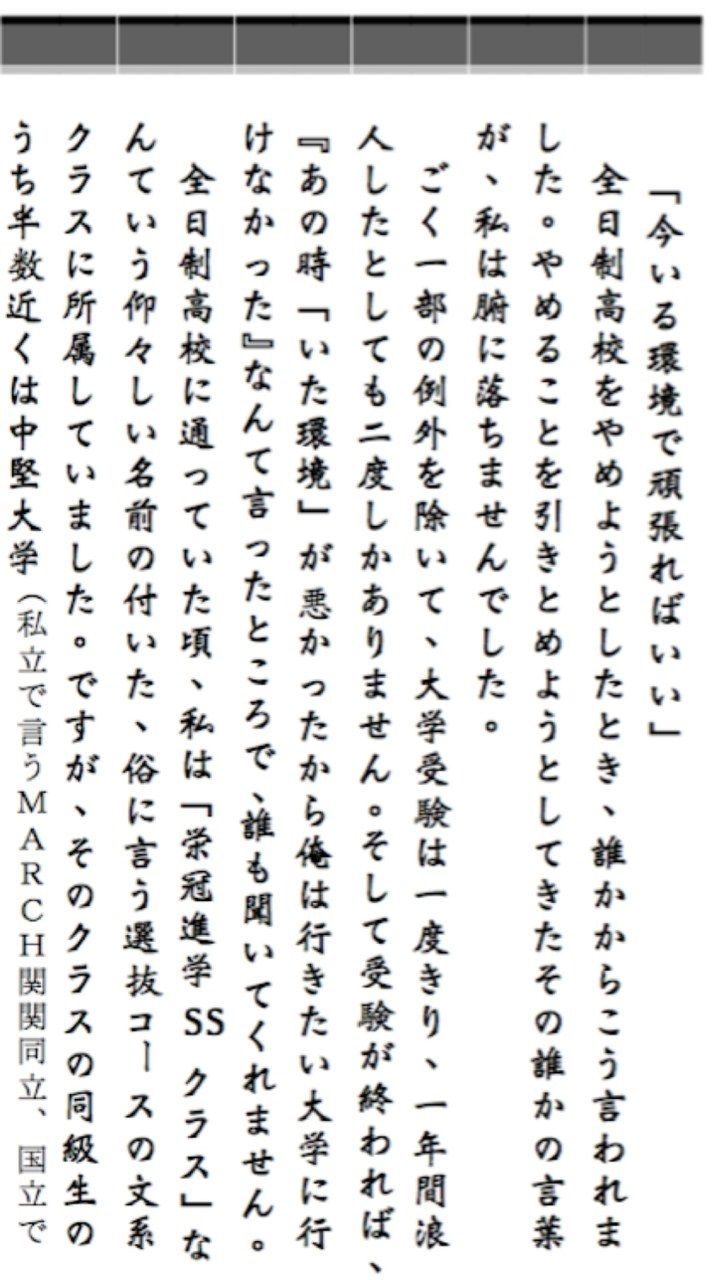 「今いる環境で頑張ればいい」
全日制高校をやめようとしたとき、誰かからこう言われま
した。やめることを引きとめようとしてきたその誰かの言葉
が、私は腑に落ちませんでした。
ごく一部の例外を除いて、大学受験は一度きり、一年間浪
人したとしても二度しかありません。そして受験が終われば、
『あの時「いた環境」が悪かったから俺は行きたい大学に行
けなかった』なんて言ったところで、誰も聞いてくれません。
全日制高校に通っていた頃、私は「栄冠進学 SS クラス」な
んていう仰々しい名前の付いた、俗に言う選抜コースの文系
クラスに所属していました。ですが、そのクラスの同級生の
うち半数近くは中堅大学（私立で言うMARCH関関同立、国立で